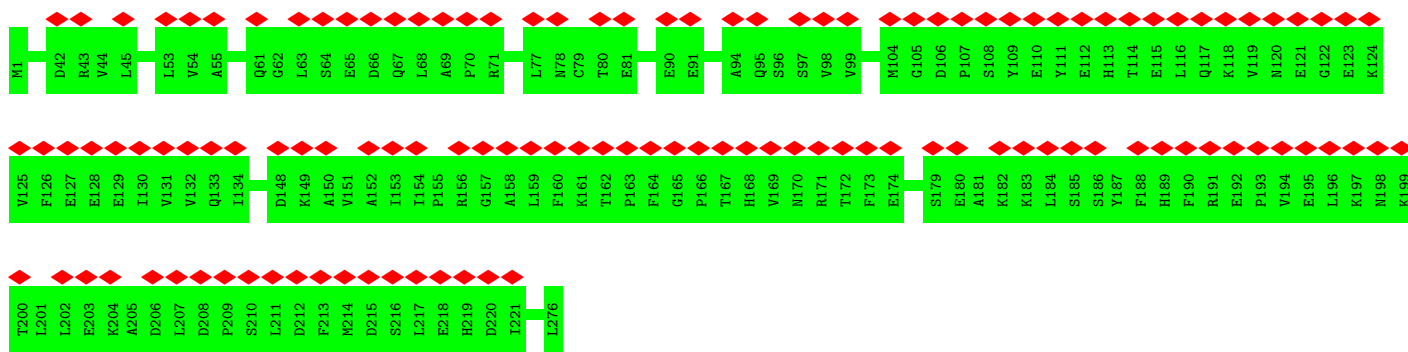 M1 D42 R43 V44 L45 L53 V54 A55 Q61 G62 L63 S64 E65 D66 Q67 L68 A69 P70 R71 L77 N78 C79 T80 E81 E90 E91 A94 Q95 S96 S97 V98 V99 M104 G105 D106 P107 S108 Y109 E110 Y111 E112 H113 T114 E115 L116 Q117 K118 V119 N120 E121 G122 E123 K124
V125 F126 E127 E128 E129 I130 V131 V132 Q133 I134 D148 K149 A150 V151 A152 I153 I154 P155 R156 G157 A158 L159 F160 K161 T162 P163 F164 G165 P166 T167 H168 V169 N170 R171 T172 F173 E174 S179 E180 A181 K182 K183 L184 S185 S186 Y187 F188 H189 F190 R191 E192 P193 V194 E195 L196 K197 N198 K199
T200 L201 L202 E203 K204 A205 D206 L207 D208 P209 S210 L211 D212 F213 M214 D215 S216 L217 E218 H219 D220 I221 L276